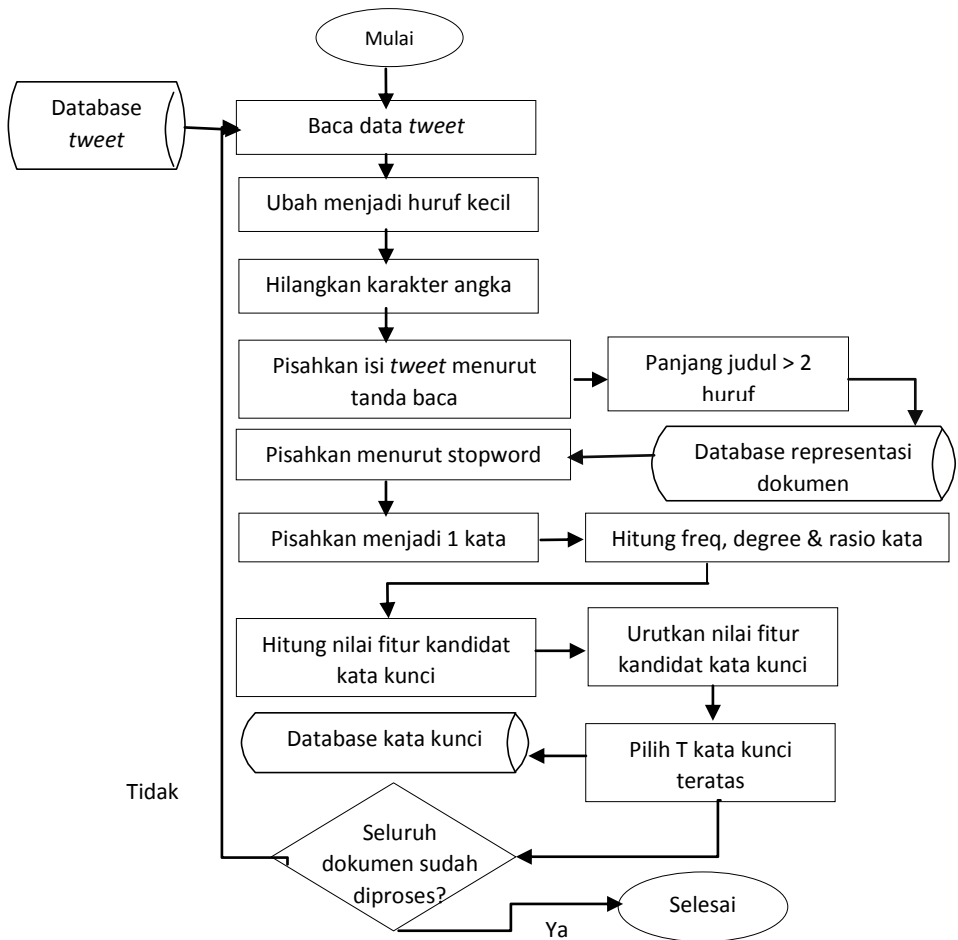 Mulai
Database
tweet
Baca data tweet
Ubah menjadi huruf kecil
Hilangkan karakter angka
Pisahkan isi tweet menurut
tanda baca
Panjang judul > 2
huruf
Database representasi
dokumen
Pisahkan menurut stopword
Pisahkan menjadi 1 kata
Hitung freq, degree & rasio kata
Hitung nilai fitur kandidat
kata kunci
Urutkan nilai fitur
kandidat kata kunci
Pilih T kata kunci
teratas
Database kata kunci
Tidak
Seluruh
dokumen sudah
diproses?
Ya
Selesai